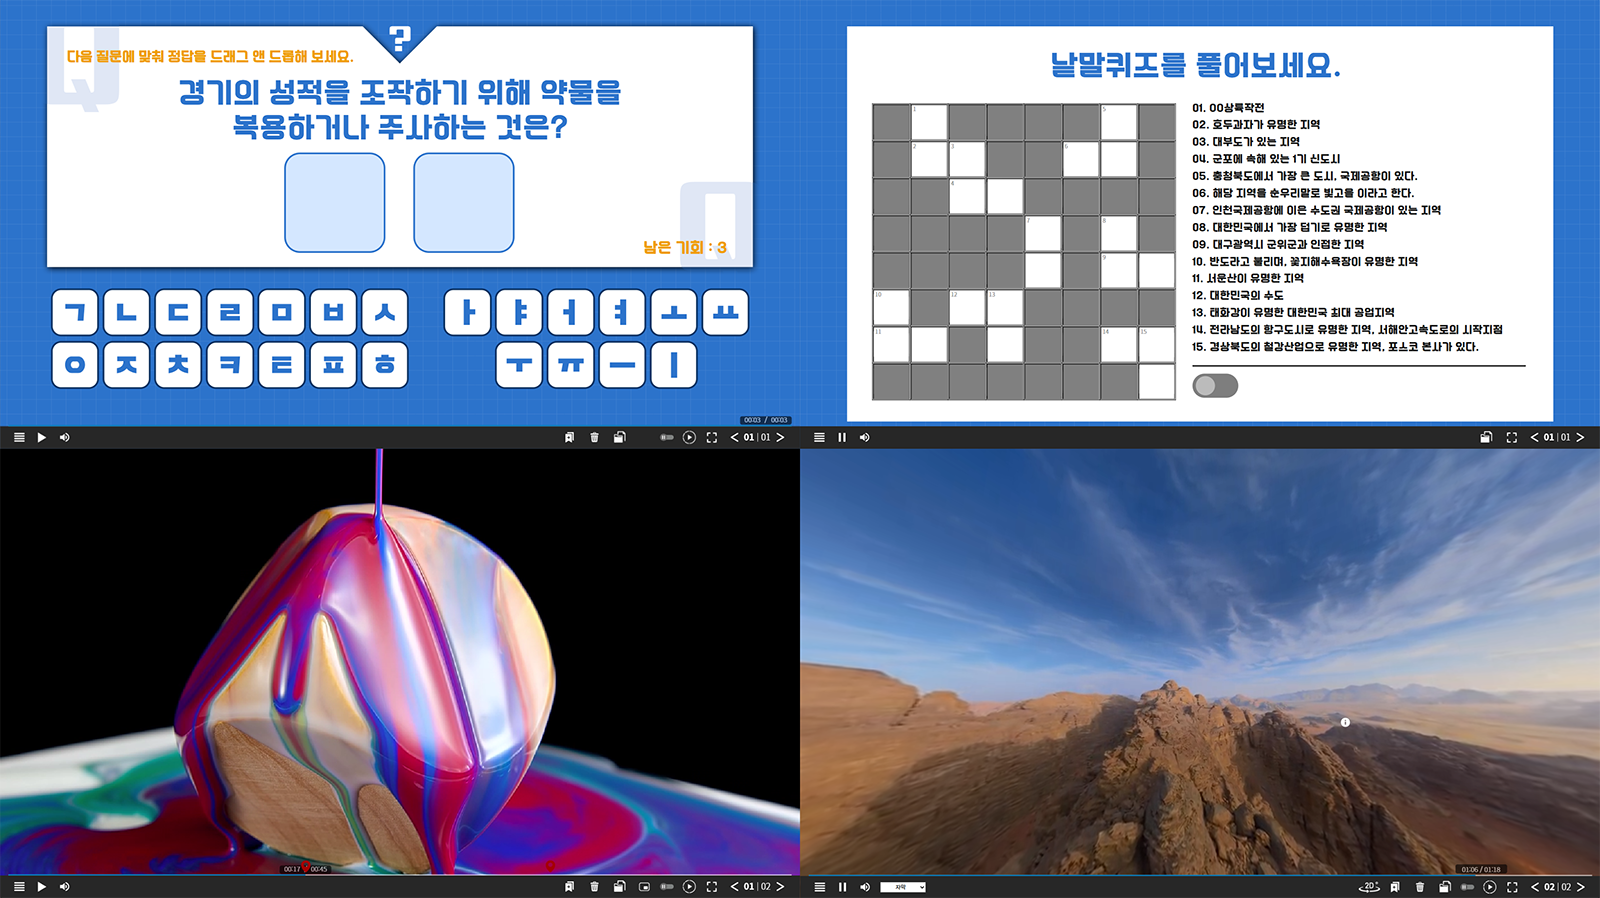 ?
다음 질문에 맞춰 정답을 드래그 앤 드롭해 보세요.
경기의 성적을 조작하기 위해 약물을
복용하거나 주사하는 것은?
남은 기회 : 3
ㄱ ㄴ ㄷ ㄹ ㅁ ㅂ ㅅ ㅏ ㅑ ㅓ ㅕ ㅗ ㅛ
ㅇ ㅈ ㅊ ㅋ ㅌ ㅍ ㅎ ㅜ ㅠ ㅡ ㅣ
00:03 / 00:03
01 | 01
낱말퀴즈를 풀어보세요.
1 5
2 3 6
4
7 8
9
10 12 13
11 14 15
01. OO상륙작전
02. 호두과자가 유명한 지역
03. 대부도가 있는 지역
04. 군포에 속해 있는 1기 신도시
05. 충청북도에서 가장 큰 도시, 국제공항이 있다.
06. 해당 지역을 순우리말로 빛고을 이라고 한다.
07. 인천국제공항에 이은 수도권 국제공항이 있는 지역
08. 대한민국에서 가장 덥기로 유명한 지역
09. 대구광역시 군위군과 인접한 지역
10. 반도라고 불리며, 꽃지해수욕장이 유명한 지역
11. 서운산이 유명한 지역
12. 대한민국의 수도
13. 태화강이 유명한 대한민국 최대 공업지역
14. 전라남도의 항구도시로 유명한 지역, 서해안고속도로의 시작지점
15. 경상북도의 철강산업으로 유명한 지역, 포스코 본사가 있다.
01 | 01
00:17 00:45
01 | 02
01:06 / 01:18
자막
2D
02 | 02